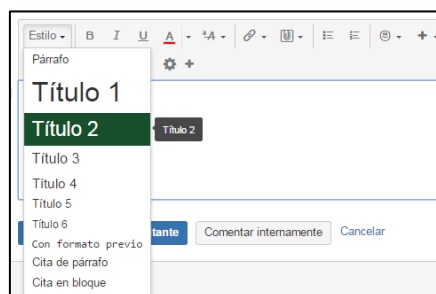 Estilo B I U A A
Párrafo
Título 1
Título 2 Título 2
Título 3
Título 4
Título 5
Título 6
Con formato previo
tante Comentar internamente Cancelar
Cita de párrafo
Cita en bloque